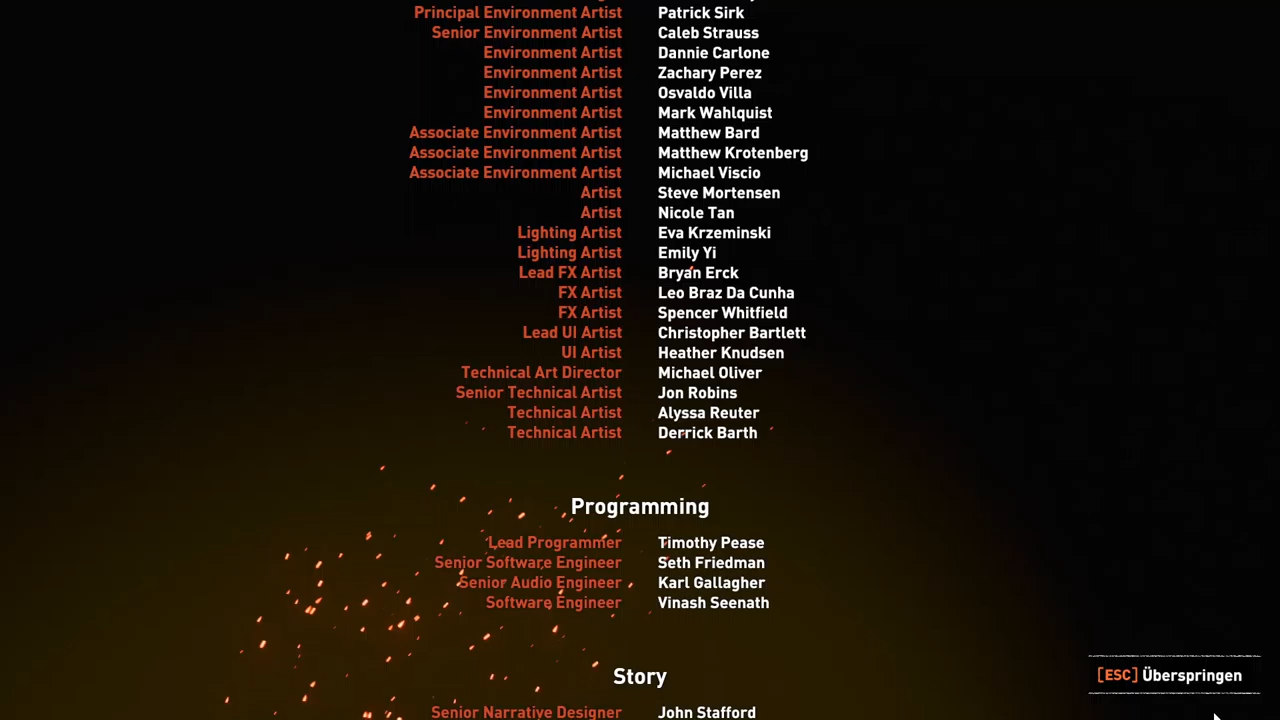 Principal Environment Artist Patrick Sirk
Senior Environment Artist Caleb Strauss
Environment Artist Dannie Carlone
Environment Artist Zachary Perez
Environment Artist Osvaldo Villa
Environment Artist Mark Wahlquist
Associate Environment Artist Matthew Bard
Associate Environment Artist Matthew Krotenberg
Associate Environment Artist Michael Viscio
Artist Steve Mortensen
Artist Nicole Tan
Lighting Artist Eva Krzeminski
Lighting Artist Emily Yi
Lead FX Artist Bryan Erck
FX Artist Leo Braz Da Cunha
FX Artist Spencer Whitfield
Lead UI Artist Christopher Bartlett
UI Artist Heather Knudsen
Technical Art Director Michael Oliver
Senior Technical Artist Jon Robins
Technical Artist Alyssa Reuter
Technical Artist Derrick Barth
Programming
Lead Programmer Timothy Pease
Senior Software Engineer Seth Friedman
Senior Audio Engineer Karl Gallagher
Software Engineer Vinash Seenath
Story
[ESC] Überspringen
Senior Narrative Designer John Stafford